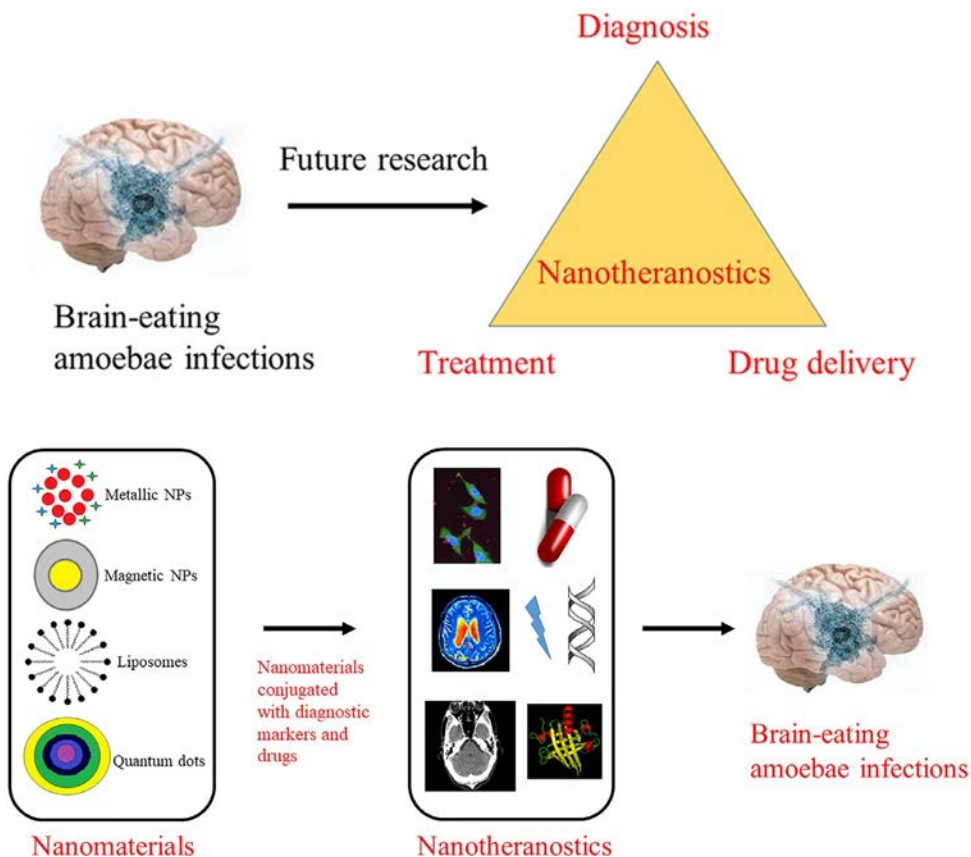 Diagnosis
Future research
Nanotheranostics
Brain-eating
amoebae infections
Treatment
Drug delivery
Metallic NPs
Magnetic NPs
Liposomes
Quantum dots
Nanomaterials
Nanomaterials
conjugated
with diagnostic
markers and
drugs
Nanotheranostics
Brain-eating
amoebae infections